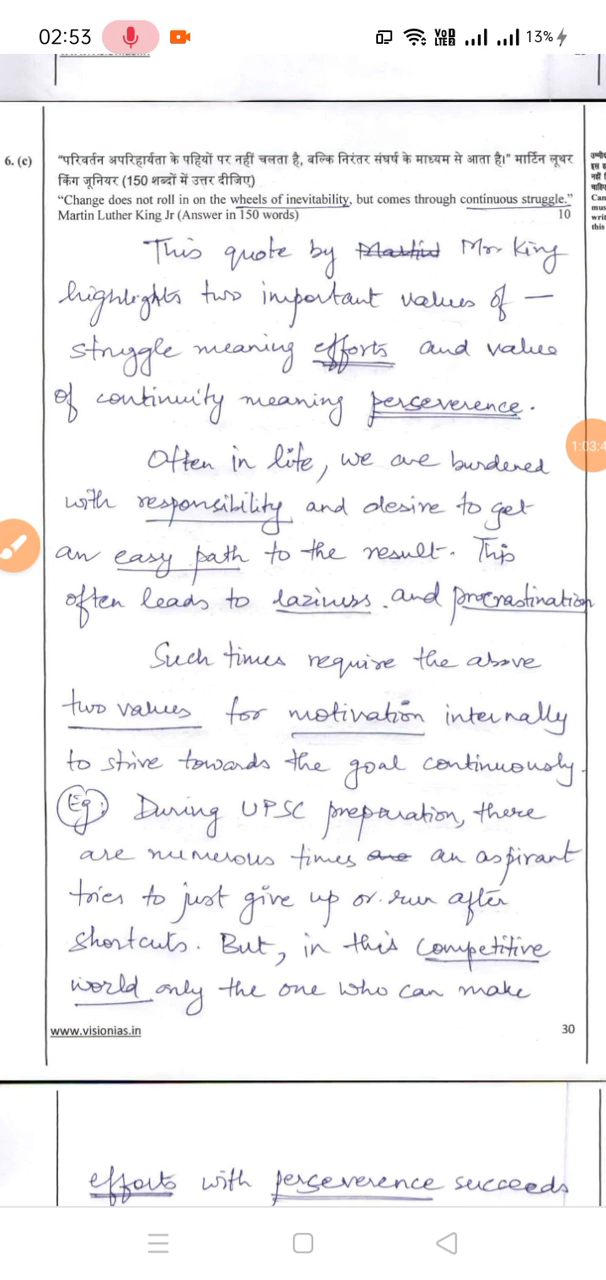 02:53
VoD LTE 13%
6. (c)
"परिवर्तन अपरिहार्यता के पहियों पर नहीं चलता है, बल्कि निरंतर संघर्ष के माध्यम से आता है।" मार्टिन लूथर
किंग जूनियर (150 शब्दों में उत्तर दीजिए)
"Change does not roll in on the wheels of inevitability, but comes through continuous struggle."
Martin Luther King Jr (Answer in 150 words) 10
This quote by Mr. King
highlights two important values of —
struggle meaning efforts and value
of continuity meaning perseverence.
Often in life, we are burdened
with responsibility and desire to get
an easy path to the result. This
often leads to laziness. and procrastination
Such times require the above
two values for motivation internally
to strive towards the goal continuously.
Eg. During UPSC preparation, there
are numerous times an aspirant
tries to just give up or run after
shortcuts. But, in this competitive
world only the one who can make
www.visionias.in 30
efforts with perseverence succeeds
1:03:4
Can
mus
writ
this